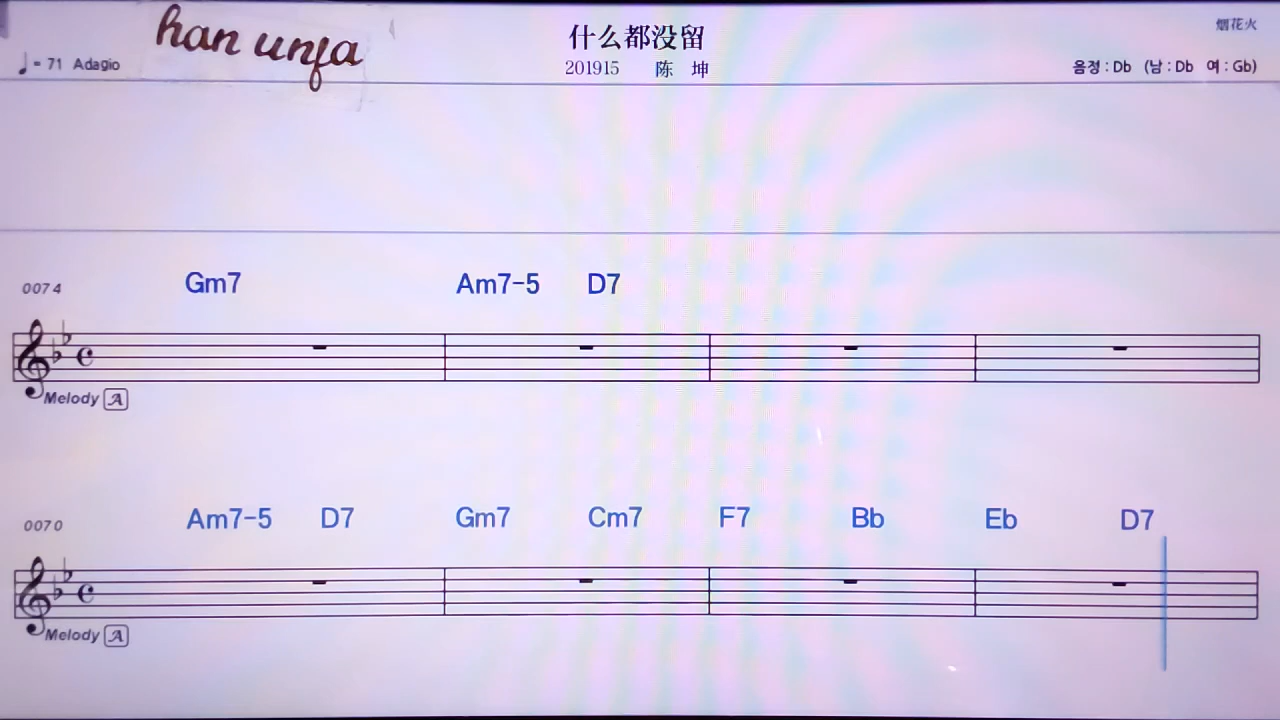 han unfa
什么都没留
烟花火
♩= 71 Adagio
201915 陈 坤
음정 : Db (남 : Db 여 : Gb)
0074
Gm7 Am7-5 D7
Melody A
0070
Am7-5 D7 Gm7 Cm7 F7 Bb Eb D7
Melody A